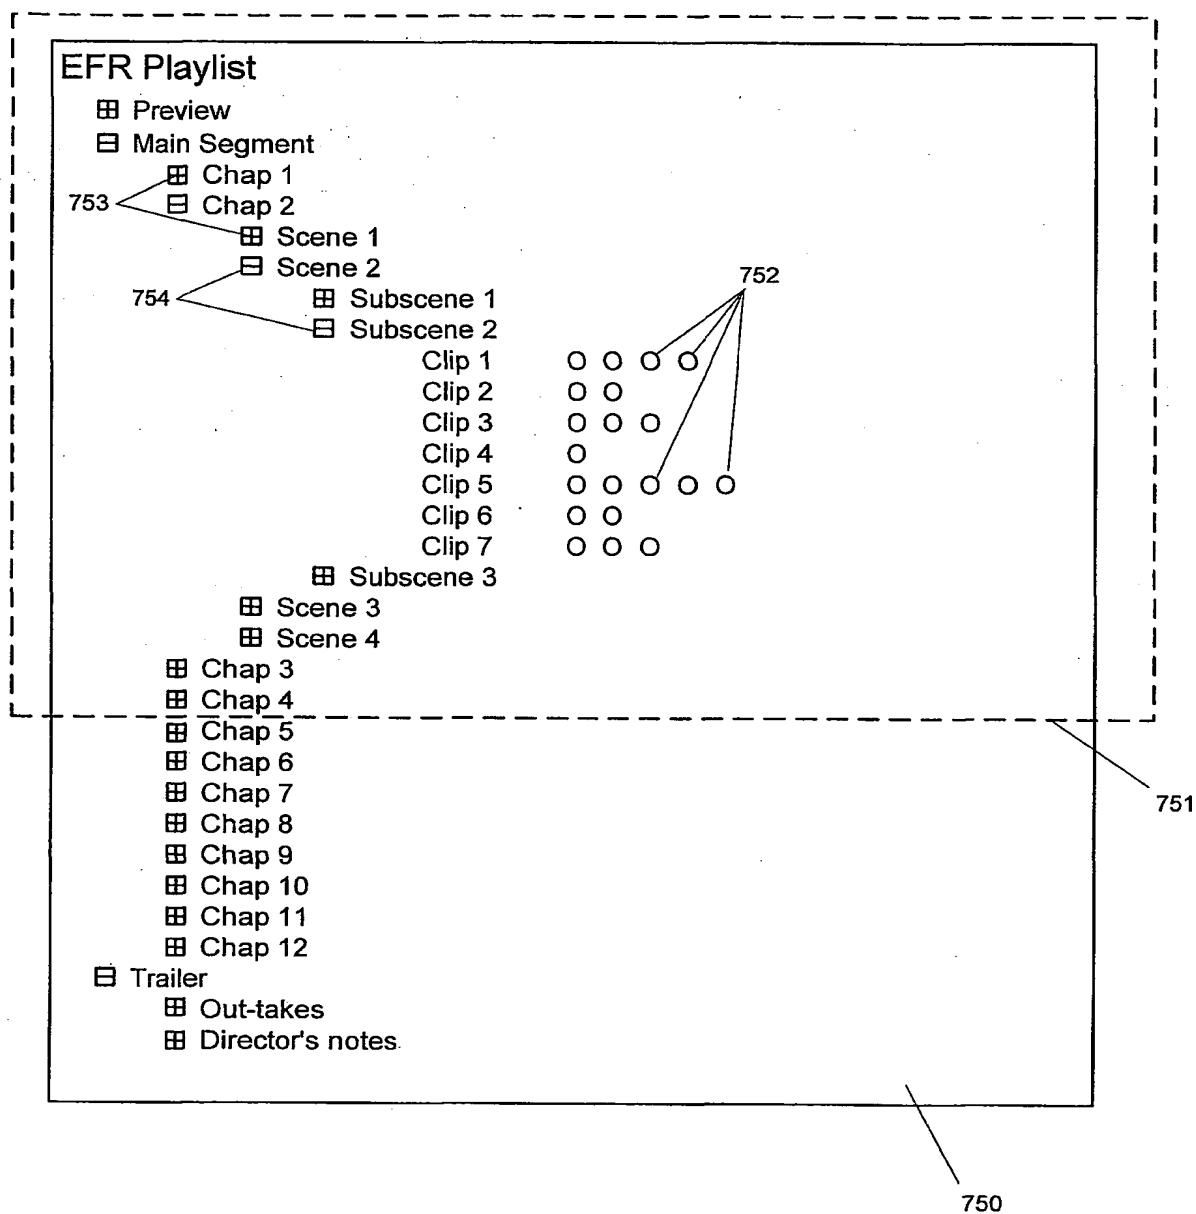 EFR Playlist
Preview
Main Segment
Chap 1
753
Chap 2
Scene 1
Scene 2
752
754
Subscene 1
Subscene 2
Clip 1 O O O O
Clip 2 O O
Clip 3 O O O
Clip 4 O
Clip 5 O O O O O
Clip 6 O O
Clip 7 O O O
Subscene 3
Scene 3
Scene 4
Chap 3
Chap 4
Chap 5
Chap 6
Chap 7
751
Chap 8
Chap 9
Chap 10
Chap 11
Chap 12
Trailer
Out-takes
Director's notes
750